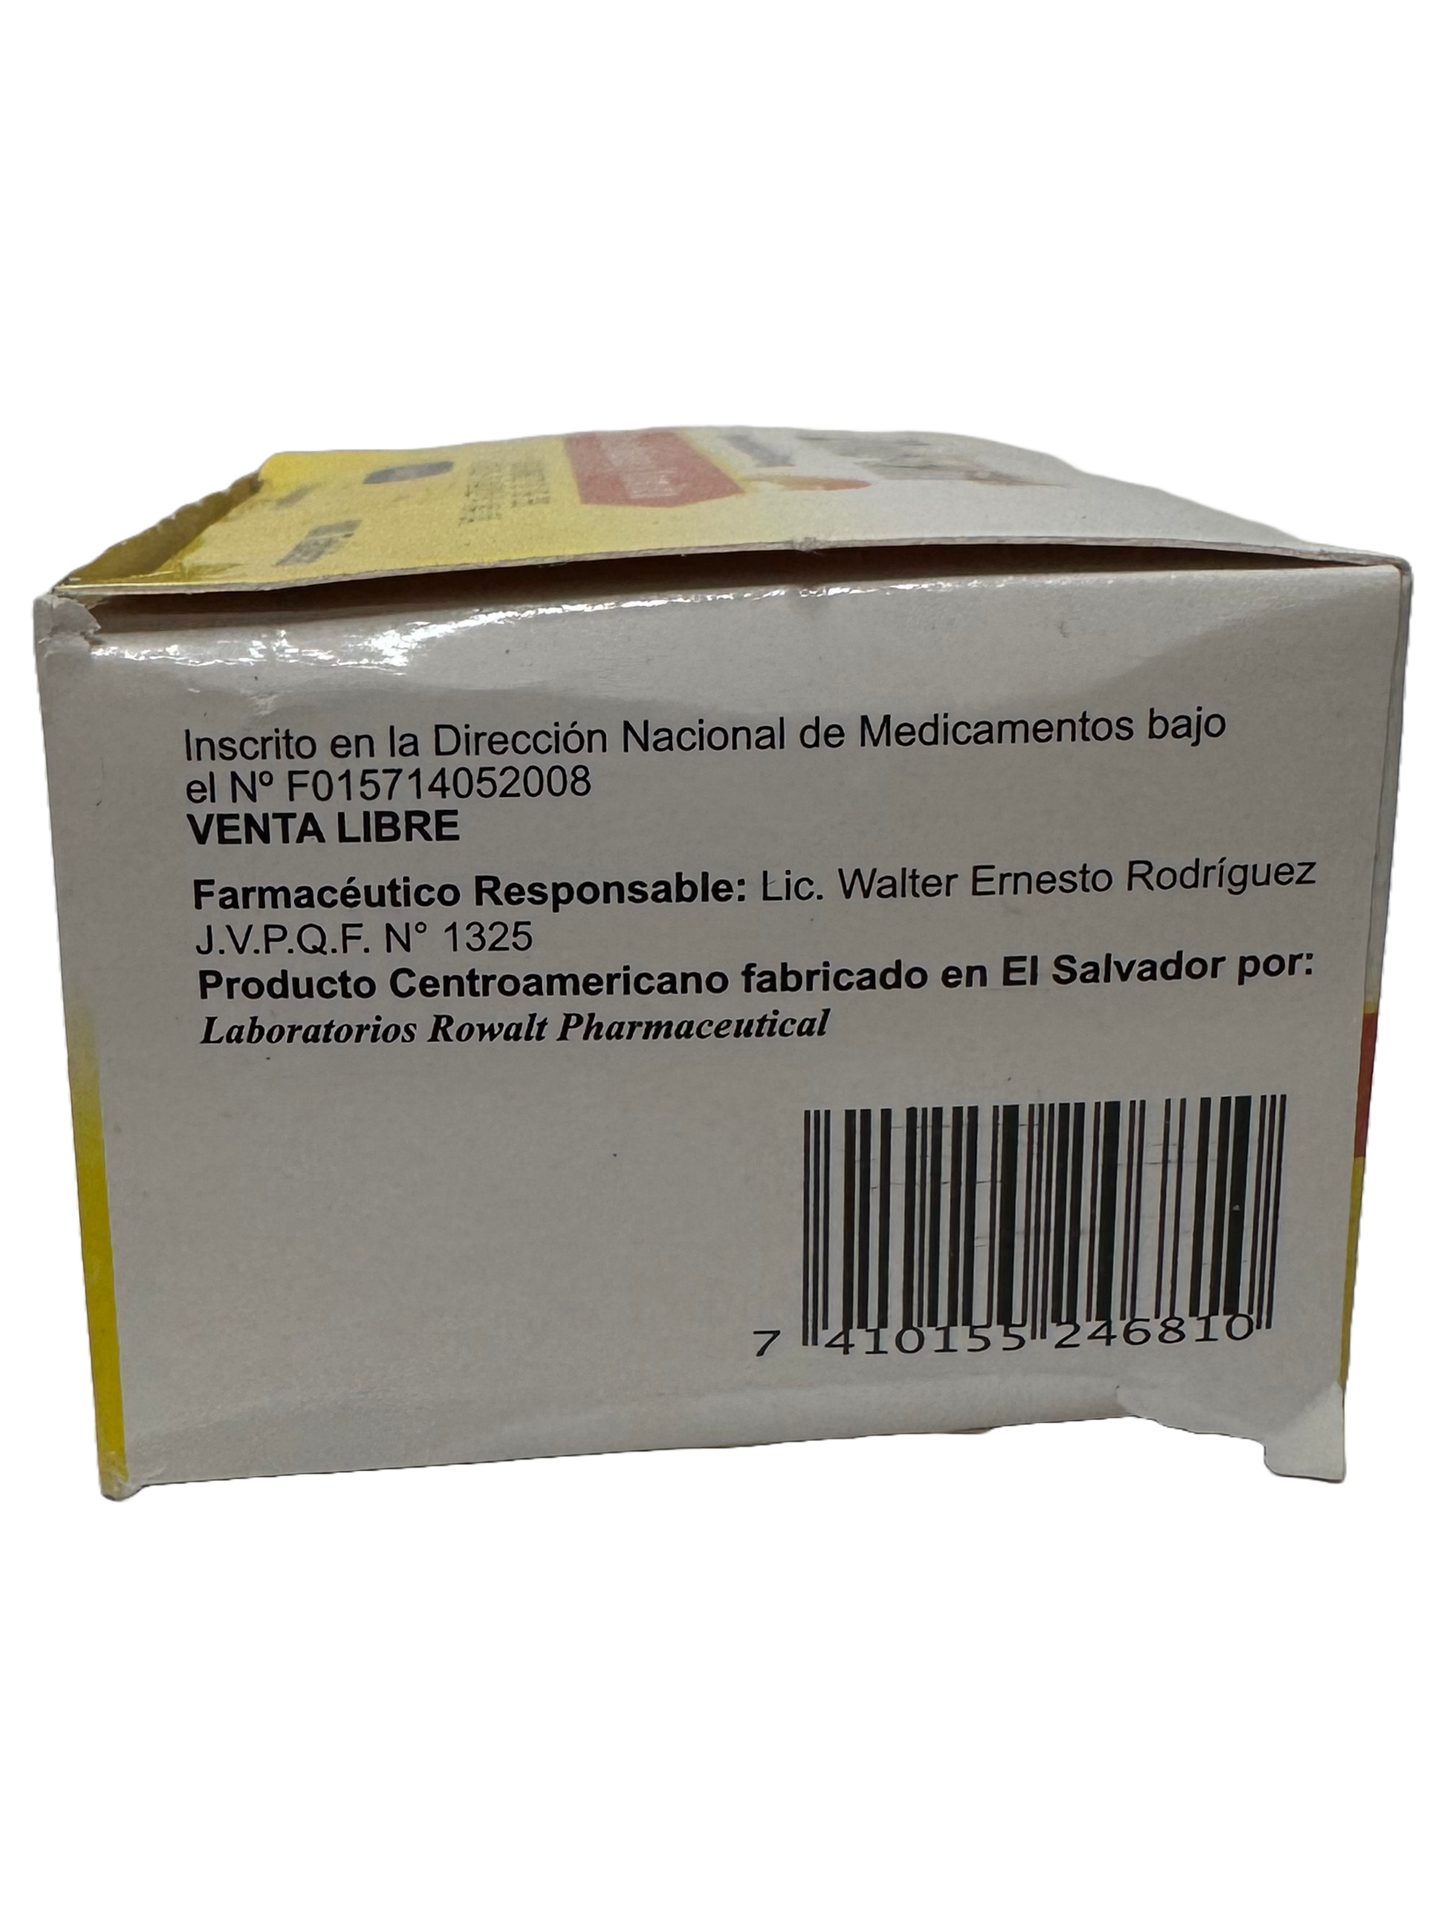 Inscrito en la Dirección Nacional de Medicamentos bajo
el Nº F015714052008
VENTA LIBRE
Farmacéutico Responsable: Lic. Walter Ernesto Rodríguez
J.V.P.Q.F. N° 1325
Producto Centroamericano fabricado en El Salvador por:
Laboratorios Rowalt Pharmaceutical
7 410155 246810